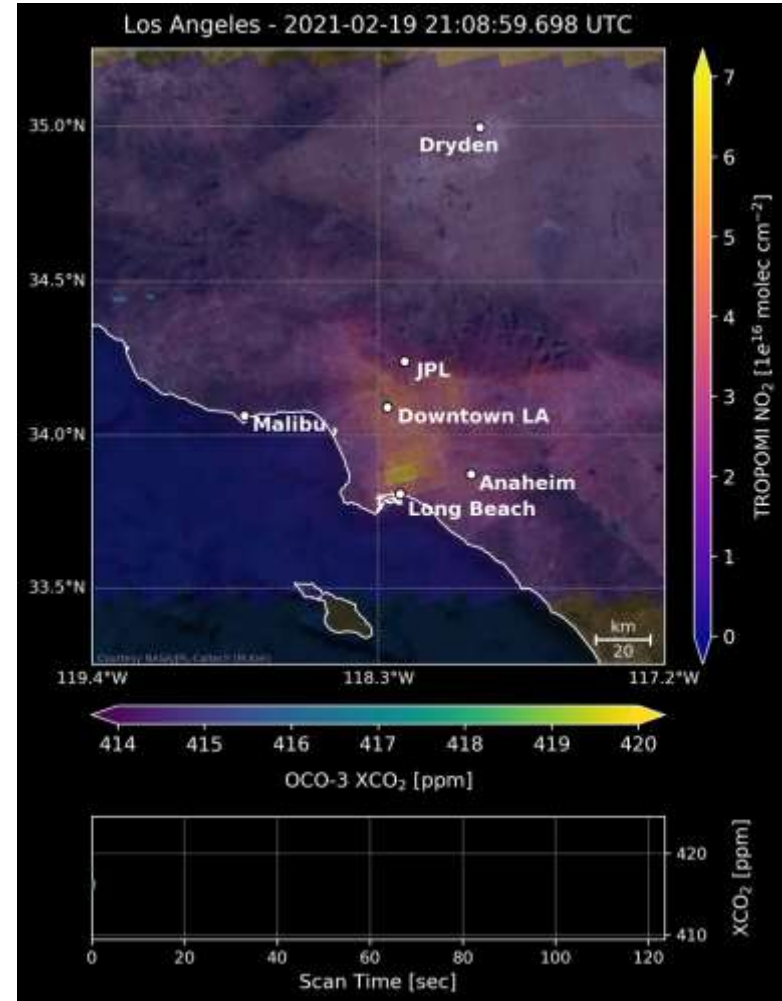 Los Angeles - 2021-02-19 21:08:59.698 UTC
7
35.0°N
Dryden
6
5
34.5°N
4
JPL
3
Downtown LA
Malibu
34.0°N
2
Anaheim
Long Beach
1
33.5°N
km
0
20
TROPOMI NO₂ [1e¹⁶ molec cm⁻²]
119.4°W 118.3°W 117.2°W
414 415 416 417 418 419 420
OCO-3 XCO₂ [ppm]
420
410
XCO₂ [ppm]
0 20 40 60 80 100 120
Scan Time [sec]